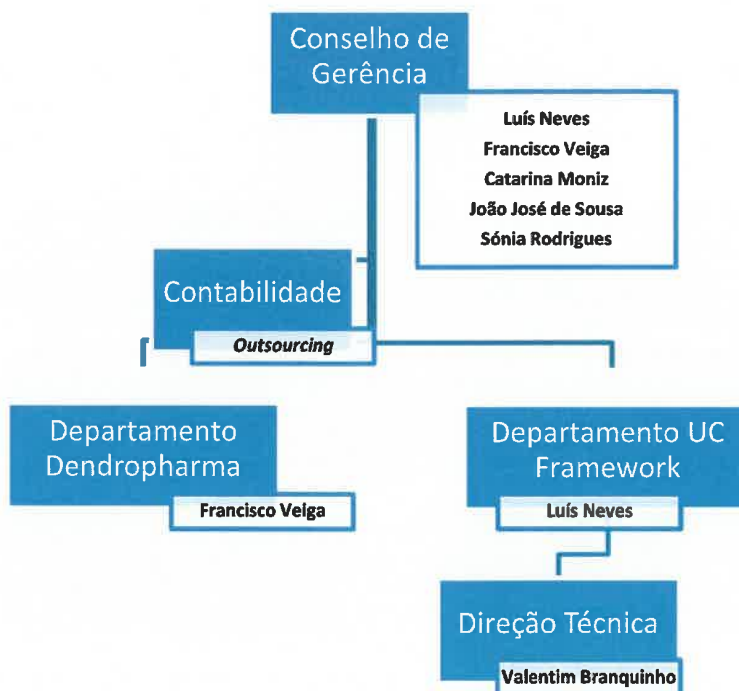 Conselho de
Gerência
Luís Neves
Francisco Veiga
Catarina Moniz
João José de Sousa
Sónia Rodrigues
Contabilidade
Outsourcing
Departamento
Dendropharma
Francisco Veiga
Departamento UC
Framework
Luís Neves
Direção Técnica
Valentim Branquinho